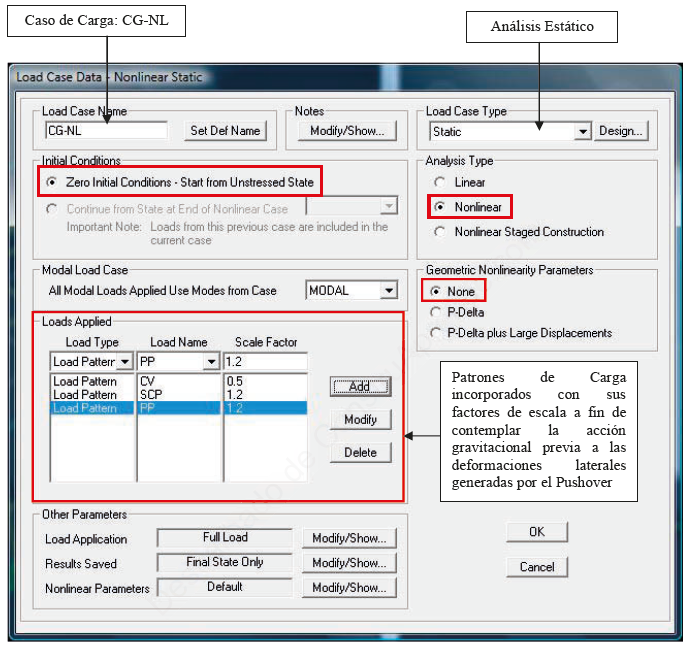 Caso de Carga: CG-NL
Análisis Estático
Load Case Data - Nonlinear Static
Load Case Name
CG-NL
Set Def Name
Notes
Modify/Show...
Load Case Type
Static
Design...
Initial Conditions
Zero Initial Conditions - Start from Unstressed State
Continue from State at End of Nonlinear Case
Important Note: Loads from this previous case are included in the
current case
Analysis Type
Linear
Nonlinear
Nonlinear Staged Construction
Modal Load Case
All Modal Loads Applied Use Modes from Case
MODAL
Geometric Nonlinearity Parameters
None
P-Delta
P-Delta plus Large Displacements
Loads Applied
Load Type Load Name Scale Factor
Load Patterr PP 1.2
Load Pattern CV 0.5
Load Pattern SCP 1.2
Load Pattern PP 1.2
Add
Modify
Delete
Patrones de Carga
incorporados con sus
factores de escala a fin de
contemplar la acción
gravitacional previa a las
deformaciones laterales
generadas por el Pushover
Other Parameters
Load Application Full Load Modify/Show...
Results Saved Final State Only Modify/Show...
Nonlinear Parameters Default Modify/Show...
OK
Cancel